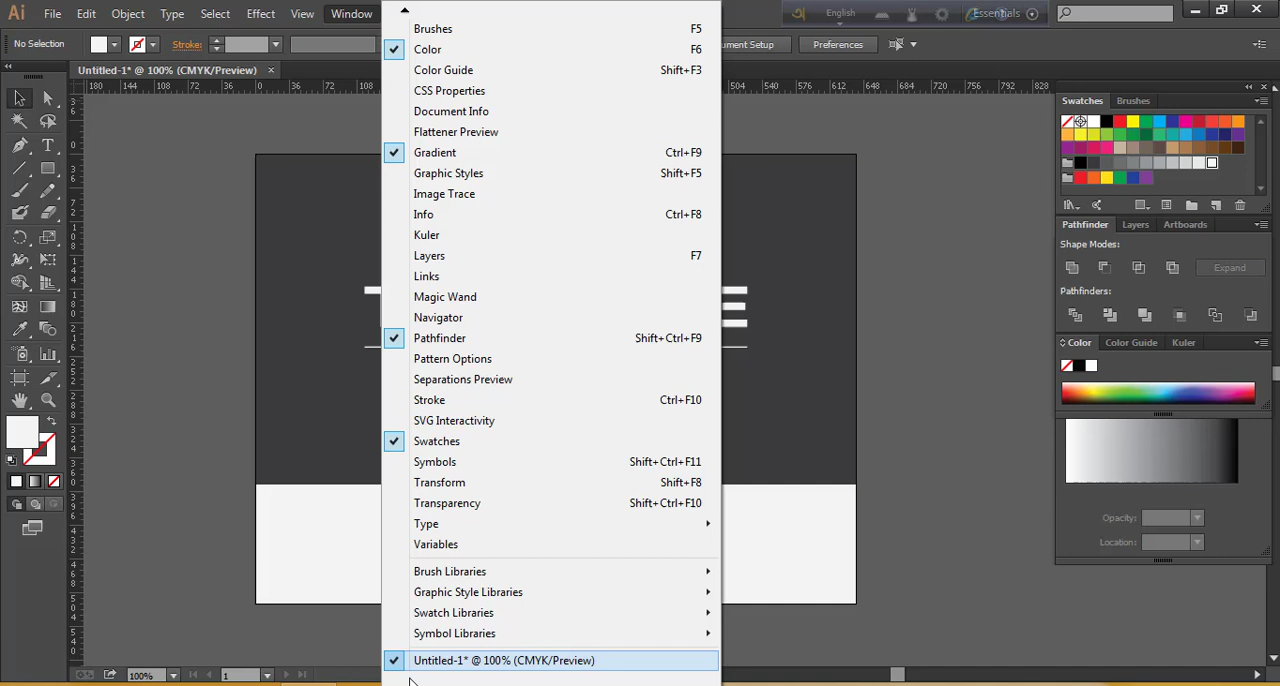 Ai File Edit Object Type Select Effect View Window English Essentials
No Selection Stroke: ument Setup Preferences
Untitled-1* @ 100% (CMYK/Preview) ×
180 144 108 72 36 0 36 72 108 504 540 576 612 648 684 720 756 792 828
Brushes F5
Color F6
Color Guide Shift+F3
CSS Properties
Document Info
Flattener Preview
Gradient Ctrl+F9
Graphic Styles Shift+F5
Image Trace
Info Ctrl+F8
Kuler
Layers F7
Links
Magic Wand
Navigator
Pathfinder Shift+Ctrl+F9
Pattern Options
Separations Preview
Stroke Ctrl+F10
SVG Interactivity
Swatches
Symbols Shift+Ctrl+F11
Transform Shift+F8
Transparency Shift+Ctrl+F10
Type
Variables
Brush Libraries
Graphic Style Libraries
Swatch Libraries
Symbol Libraries
Untitled-1* @ 100% (CMYK/Preview)
Swatches Brushes
Pathfinder Layers Artboards
Shape Modes:
Expand
Pathfinders:
Color Color Guide Kuler
Opacity:
Location:
100% 1